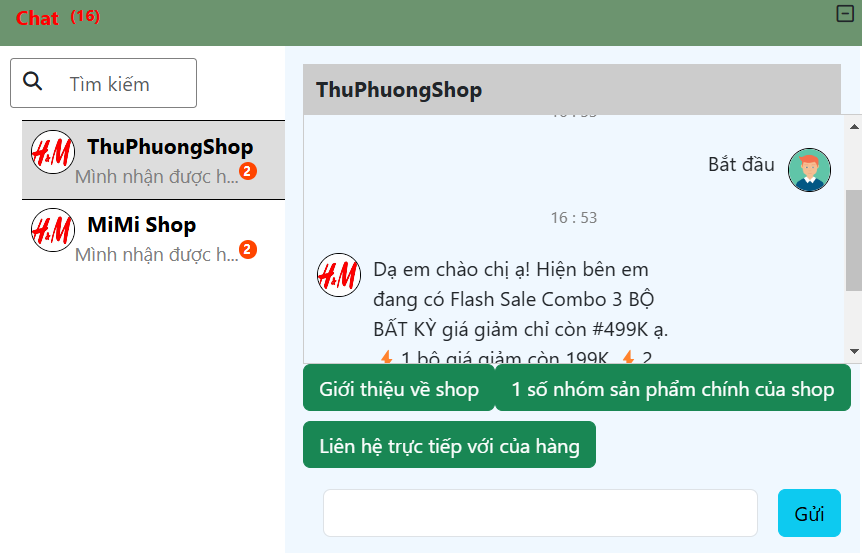 Chat (16)
Tìm kiếm
H&M
ThuPhuongShop
Mình nhận được h...
2
H&M
MiMi Shop
Mình nhận được h...
2
ThuPhuongShop
Bắt đầu
16 : 53
H&M
Dạ em chào chị ạ! Hiện bên em
đang có Flash Sale Combo 3 BỘ
BẤT KỲ giá giảm chỉ còn #499K ạ.
⚡ 1 bộ giá giảm còn 199K ⚡ 2
Giới thiệu về shop
1 số nhóm sản phẩm chính của shop
Liên hệ trực tiếp với của hàng
Gửi